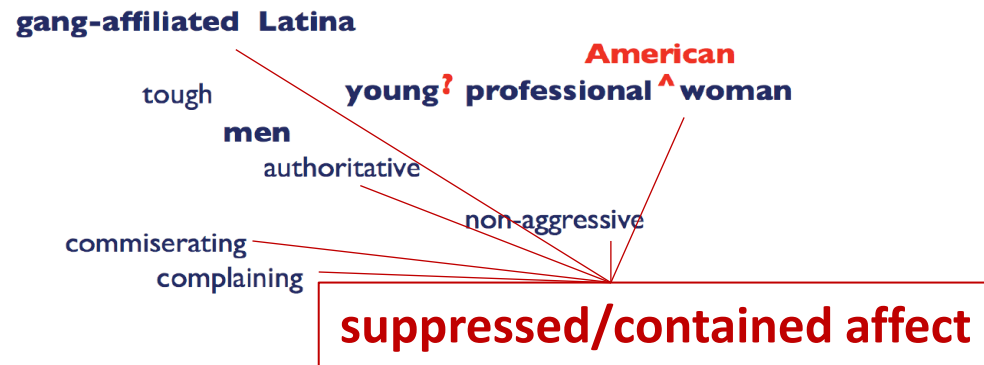 gang-affiliated Latina
American
young? professional ^ woman
tough
men
authoritative
non-aggressive
commiserating
complaining
suppressed/contained affect